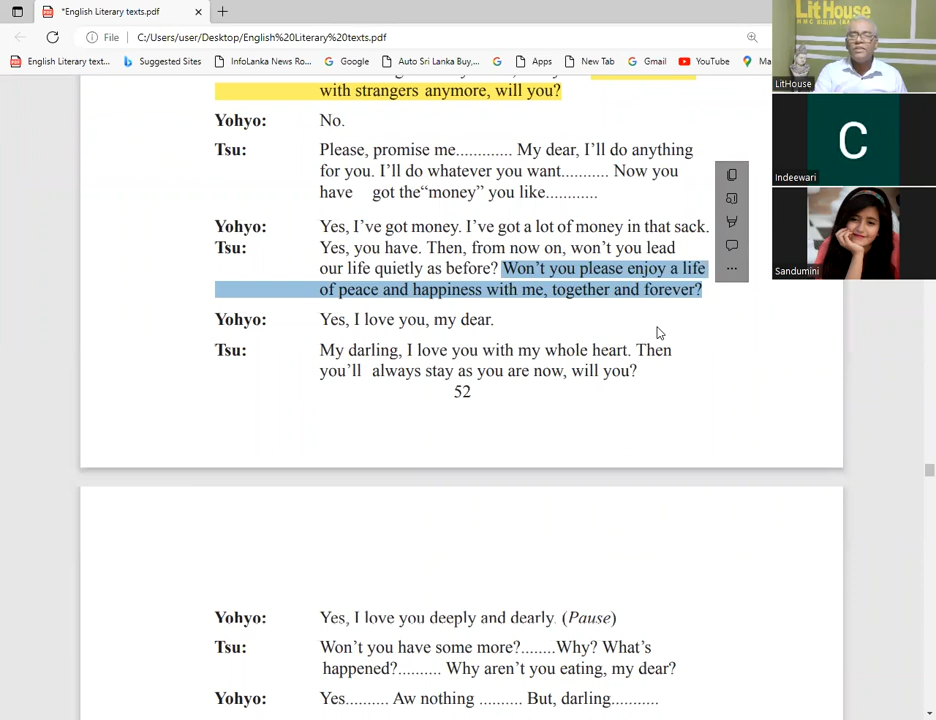 *English Literary texts.pdf
File
C:/Users/user/Desktop/English%20Literary%20texts.pdf
English Literary text...
Suggested Sites
InfoLanka News Ro...
Google
Auto Sri Lanka Buy,...
Apps
New Tab
Gmail
YouTube
Ma
LitHouse
LitHouse
C
Indeewari
Sandumini
with strangers anymore, will you?
Yohyo: No.
Tsu: Please, promise me............. My dear, I’ll do anything
for you. I’ll do whatever you want........... Now you
have got the“money” you like............
Yohyo: Yes, I’ve got money. I’ve got a lot of money in that sack.
Tsu: Yes, you have. Then, from now on, won’t you lead
our life quietly as before? Won’t you please enjoy a life
of peace and happiness with me, together and forever?
Yohyo: Yes, I love you, my dear.
Tsu: My darling, I love you with my whole heart. Then
you’ll always stay as you are now, will you?
52
Yohyo: Yes, I love you deeply and dearly. (Pause)
Tsu: Won’t you have some more?........Why? What’s
happened?.......... Why aren’t you eating, my dear?
Yohyo: Yes.......... Aw nothing .......... But, darling...........